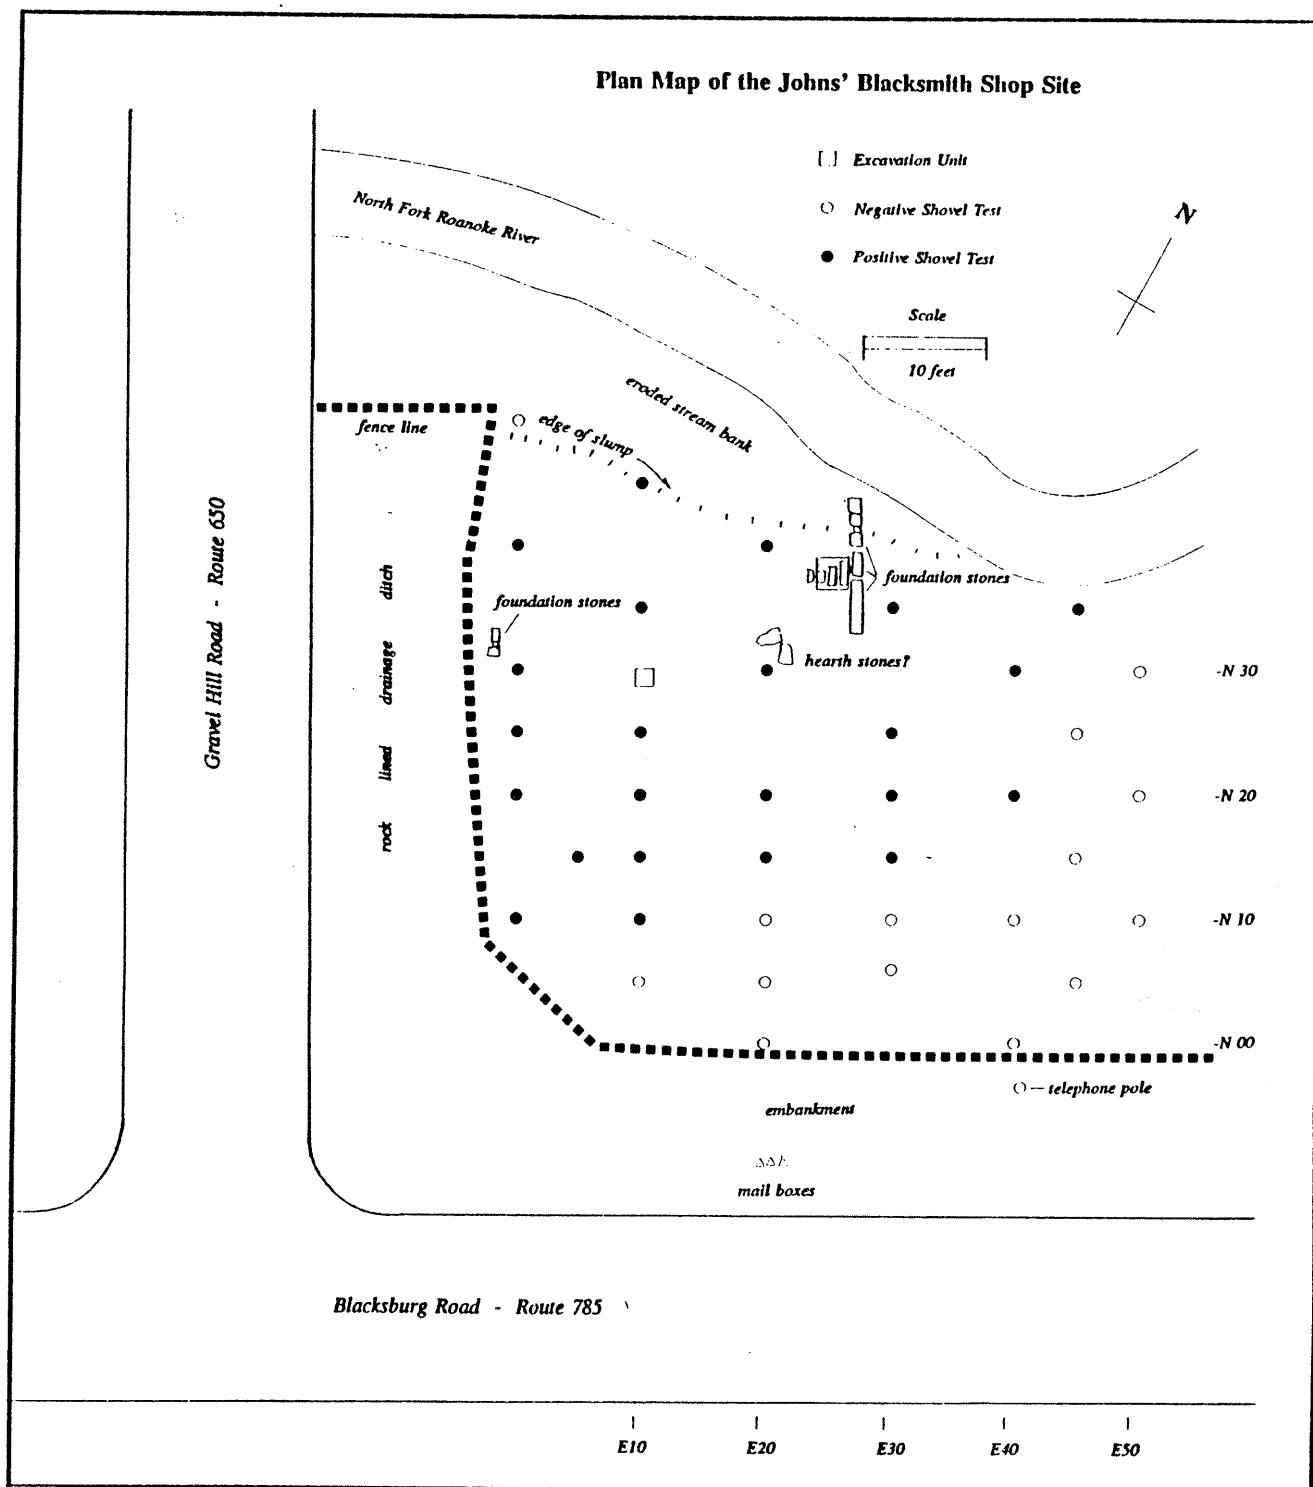 Plan Map of the Johns' Blacksmith Shop Site
Excavation Unit
Negative Shovel Test
Positive Shovel Test
N
Scale
10 feet
North Fork Roanoke River
eroded stream bank
edge of slump
fence line
foundation stones
foundation stones
hearth stones?
Gravel Hill Road - Route 650
rock lined drainage ditch
-N 30
-N 20
-N 10
-N 00
telephone pole
embankment
mail boxes
Blacksburg Road - Route 785
E10 E20 E30 E40 E50